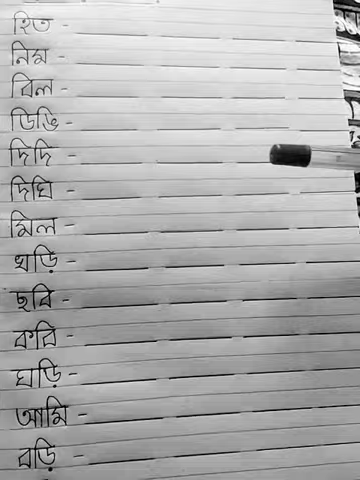 হিত -
নিম -
বিল -
ডিঙি -
দিদি -
দিঘি -
মিল -
খড়ি -
ছবি -
কবি -
ঘড়ি -
আমি -
বড়ি -